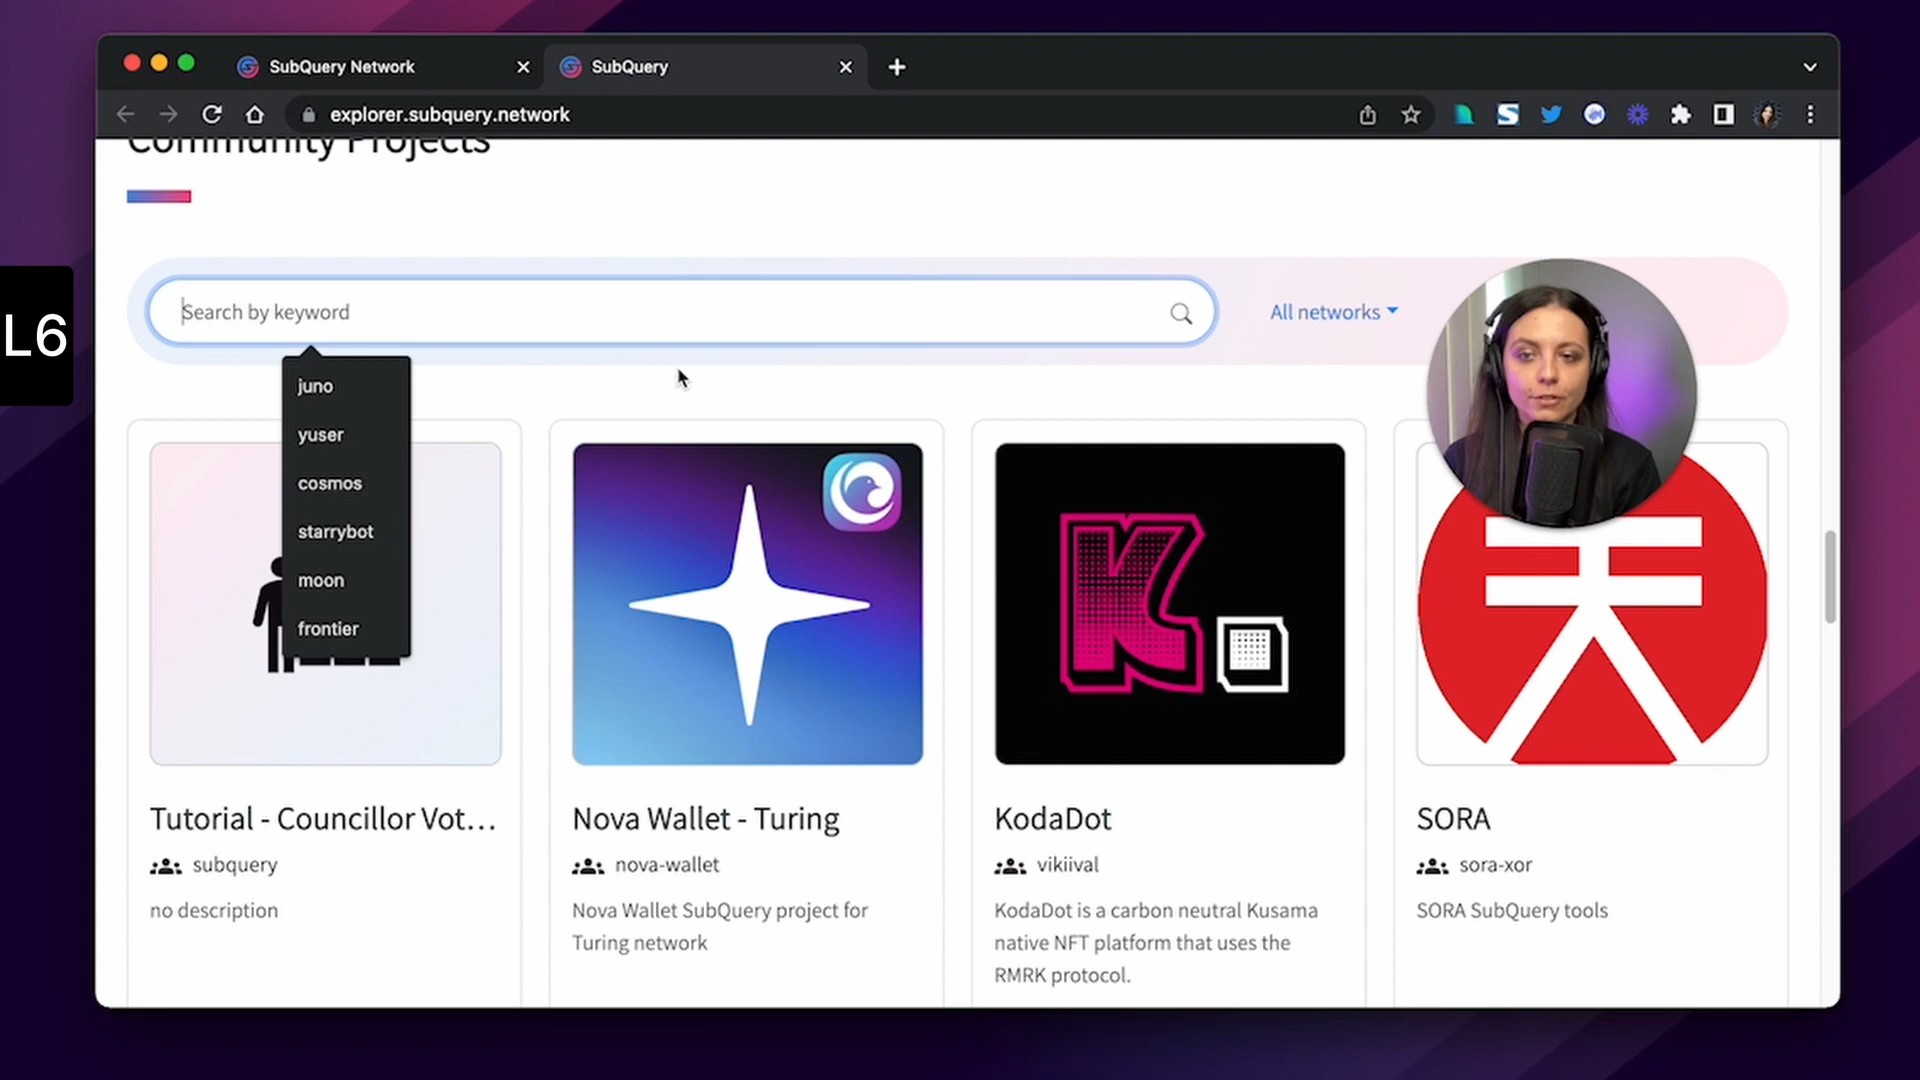 SubQuery Network
SubQuery
explorer.subquery.network
Community Projects
L6
Search by keyword
All networks
juno
yuser
cosmos
starrybot
moon
frontier
Tutorial - Councillor Vot...
subquery
no description
Nova Wallet - Turing
nova-wallet
Nova Wallet SubQuery project for
Turing network
KodaDot
vikiival
KodaDot is a carbon neutral Kusama
native NFT platform that uses the
RMRK protocol.
SORA
sora-xor
SORA SubQuery tools